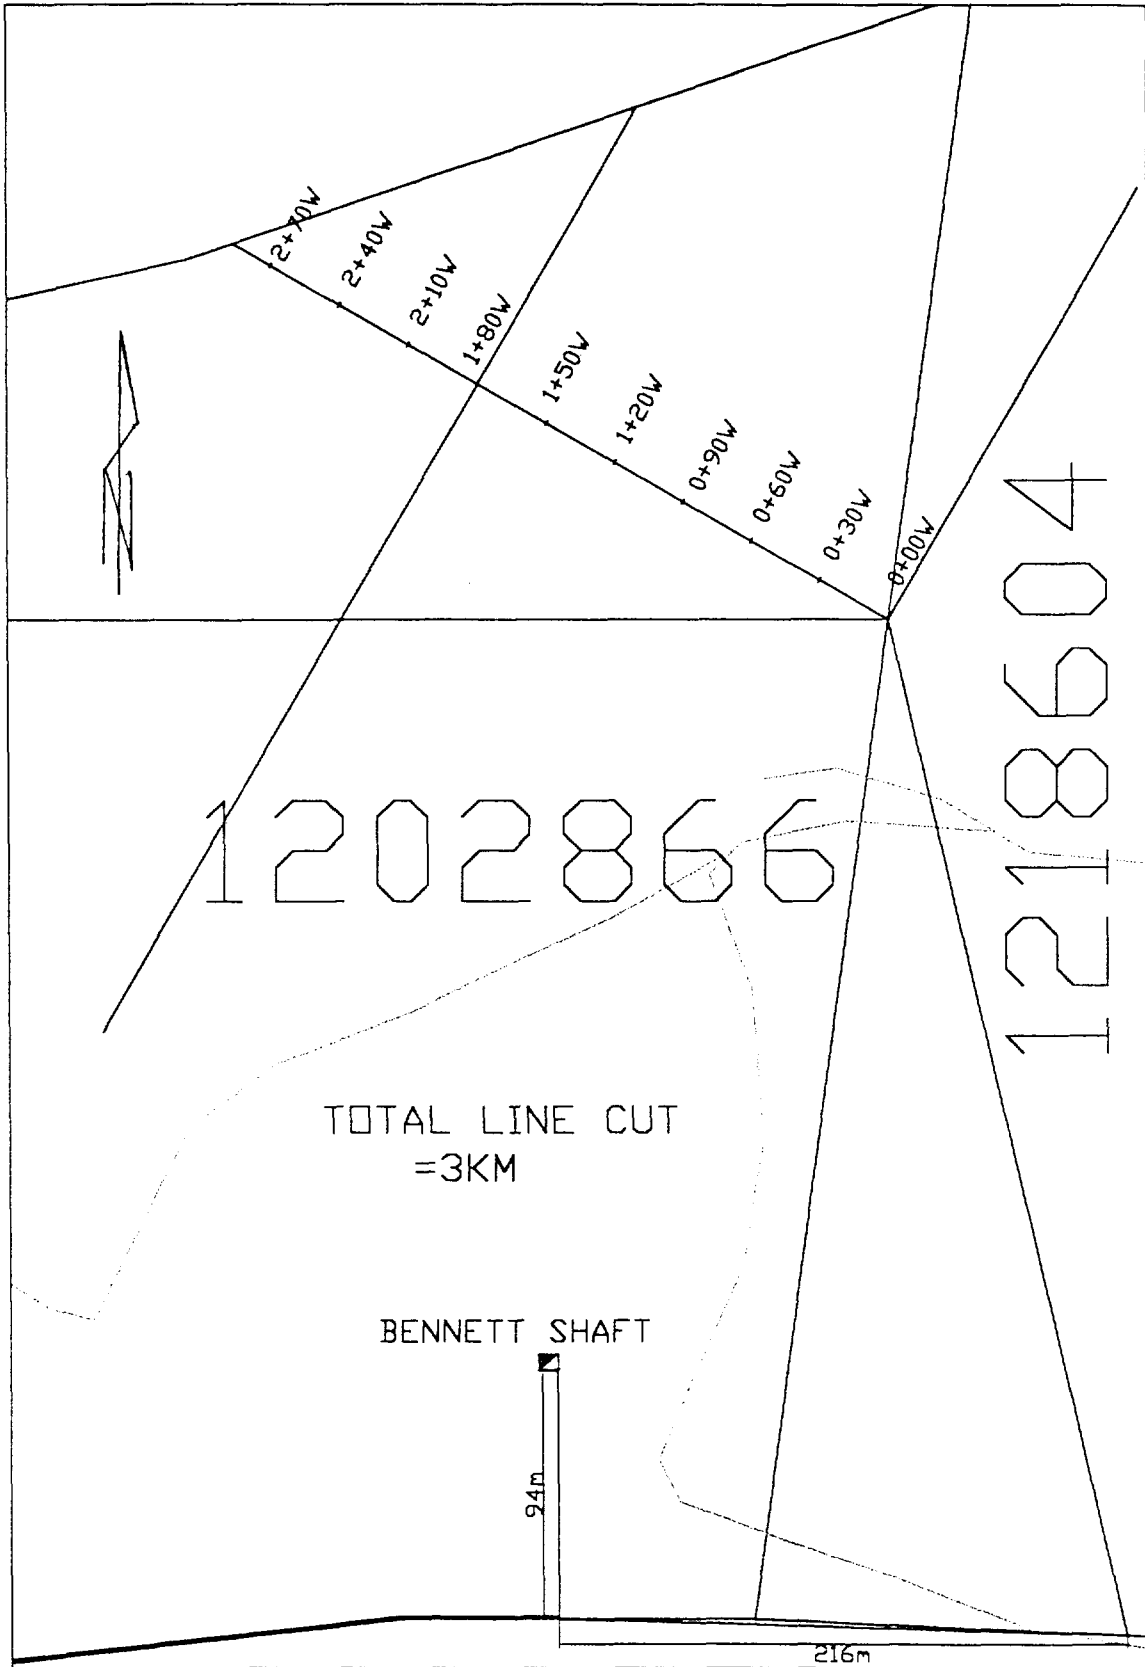 2+70W
2+40W
2+10W
1+80W
1+50W
1+20W
0+90W
0+60W
0+30W
0+00W
N
1202866
1218604
TOTAL LINE CUT
=3KM
BENNETT SHAFT
94m
216m